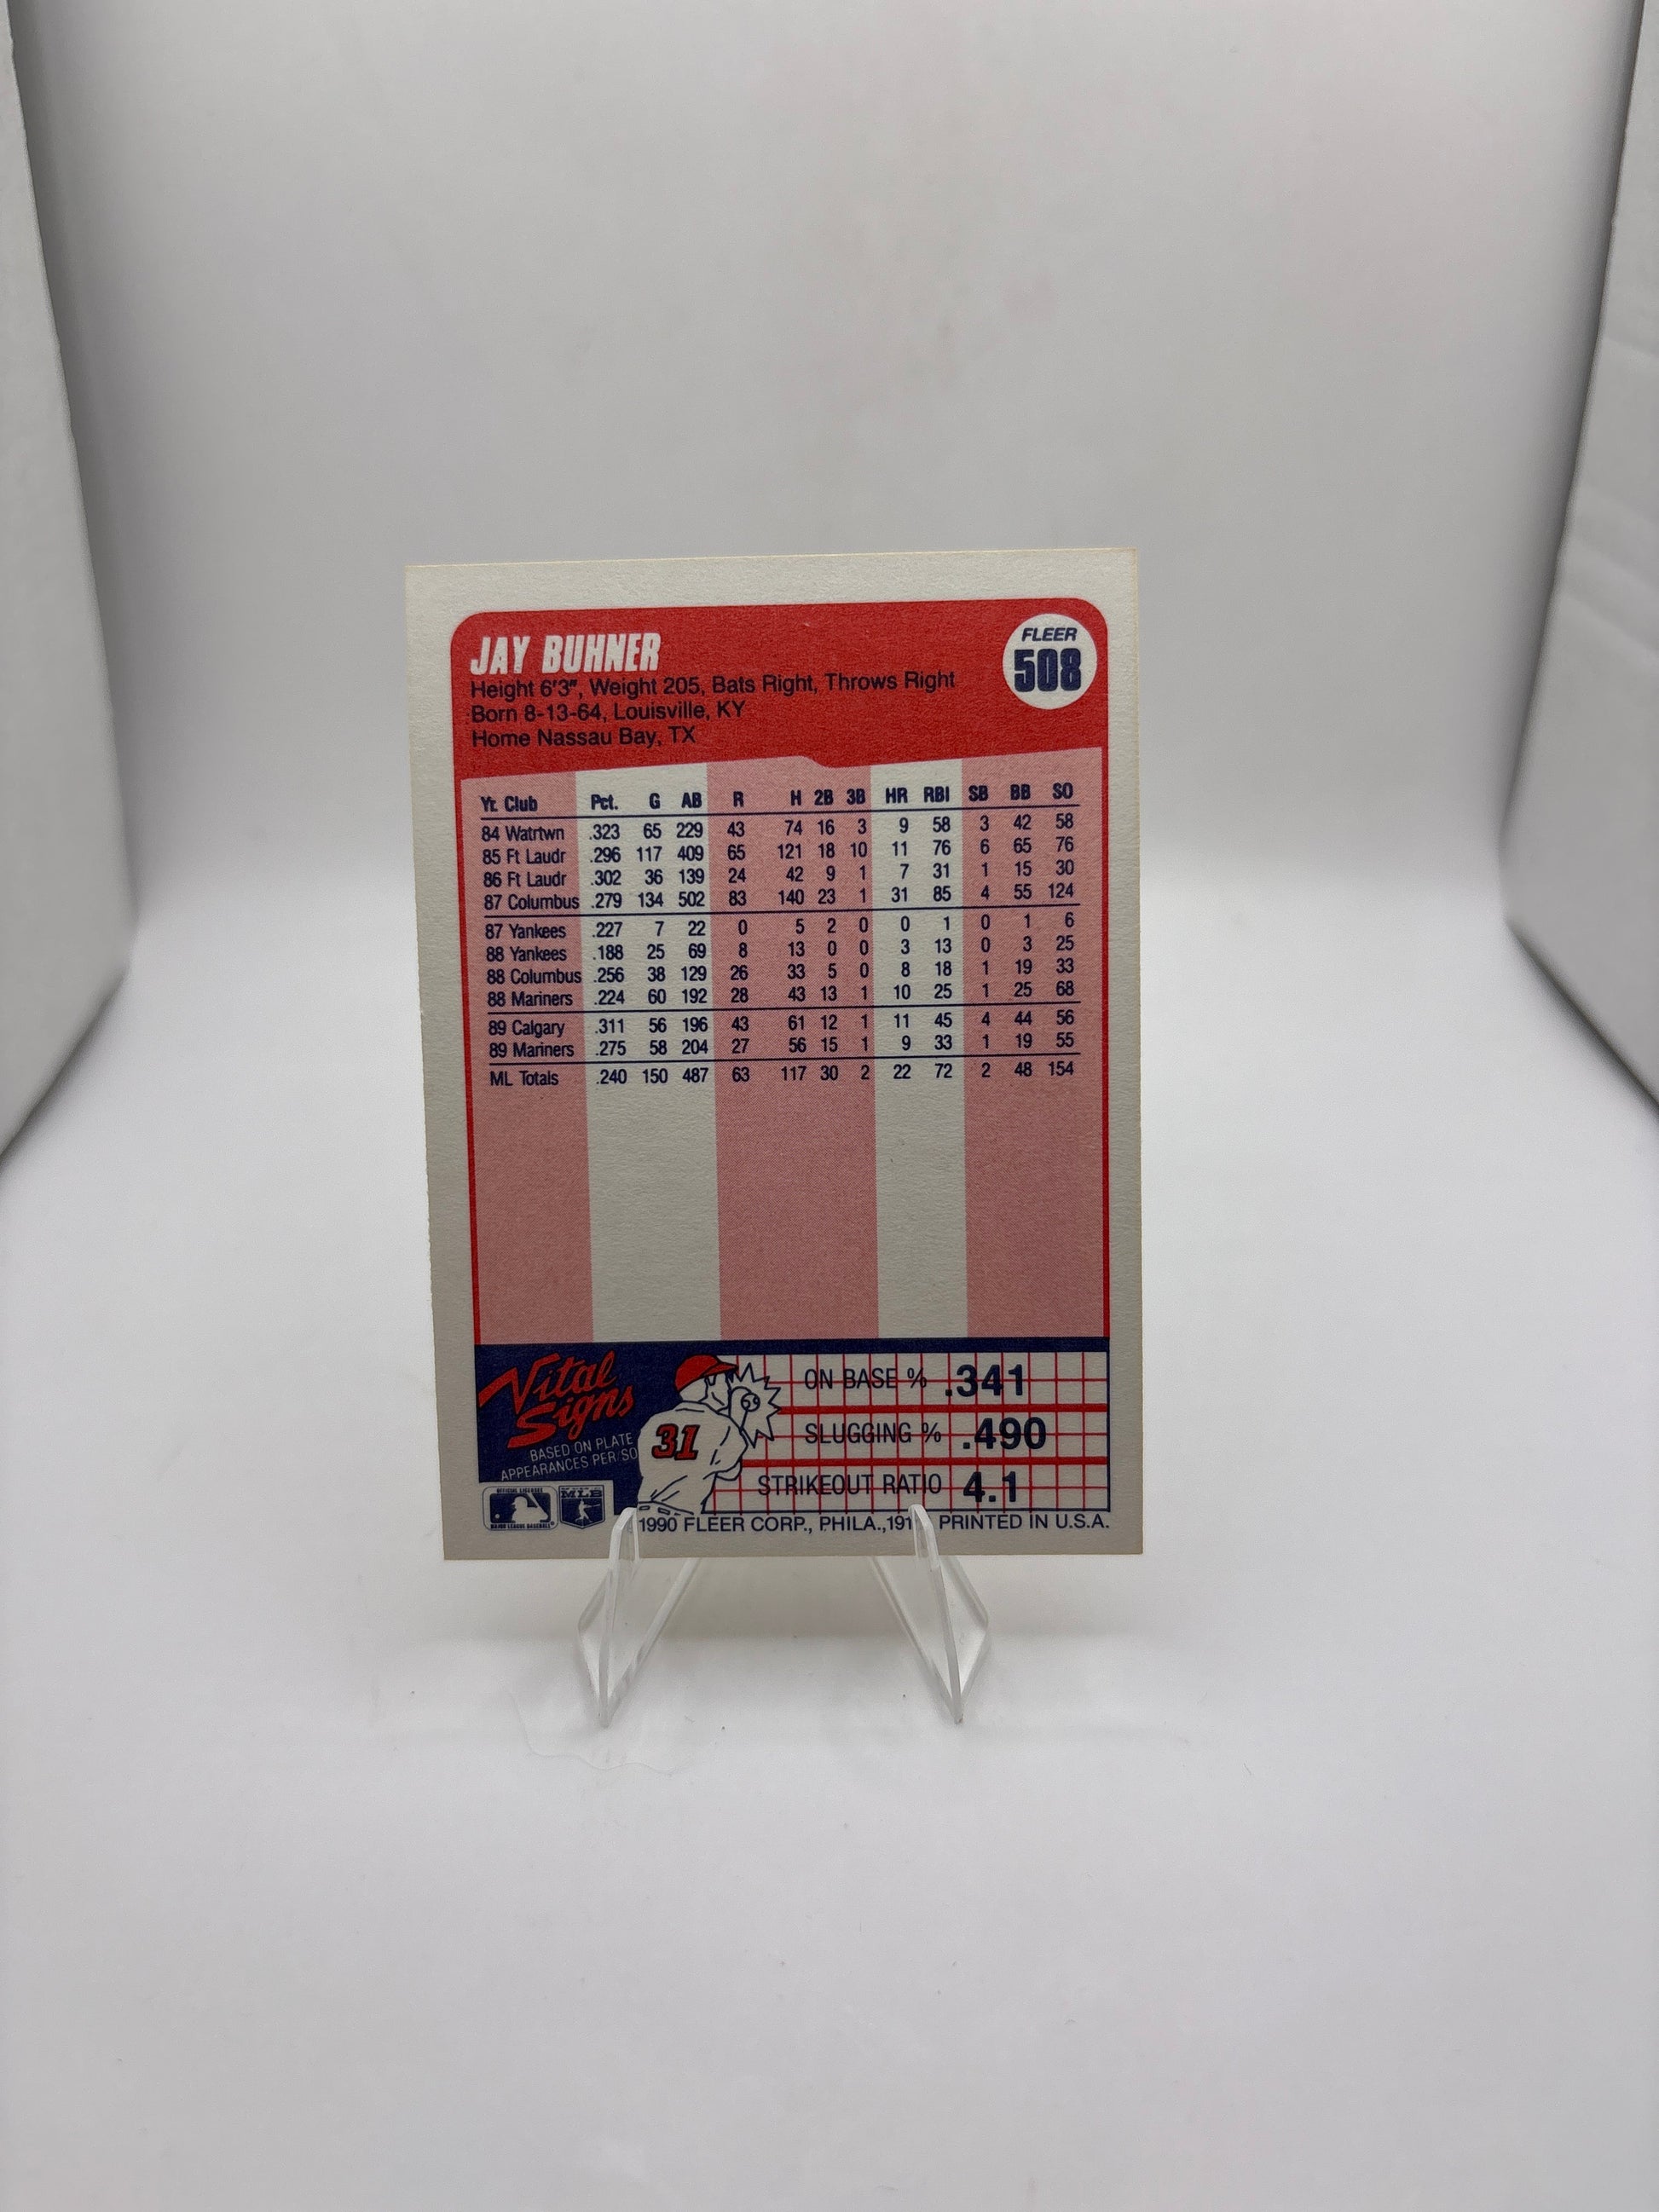 JAY BUHNER
FLEER
508
Height 6'3", Weight 205, Bats Right, Throws Right
Born 8-13-64, Louisville, KY
Home Nassau Bay, TX
Yr. Club Pct. G AB R H 2B 3B HR RBI SB BB SO
84 Watrtwn .323 65 229 43 74 16 3 9 58 3 42 58
85 Ft Laudr .296 117 409 65 121 18 10 11 76 6 65 76
86 Ft Laudr .302 36 139 24 42 9 1 7 31 1 15 30
87 Columbus .279 134 502 83 140 23 1 31 85 4 55 124
87 Yankees .227 7 22 0 5 2 0 0 1 0 1 6
88 Yankees .188 25 69 8 13 0 0 3 13 0 3 25
88 Columbus .256 38 129 26 33 5 0 8 18 1 19 33
88 Mariners .224 60 192 28 43 13 1 10 25 1 25 68
89 Calgary .311 56 196 43 61 12 1 11 45 4 44 56
89 Mariners .275 58 204 27 56 15 1 9 33 1 19 55
ML Totals .240 150 487 63 117 30 2 22 72 2 48 154
Vital
Signs
BASED ON PLATE
APPEARANCES PER/SO
31
ON BASE % .341
SLUGGING % .490
STRIKEOUT RATIO 4.1
MLB
1990 FLEER CORP., PHILA.,191 PRINTED IN U.S.A.